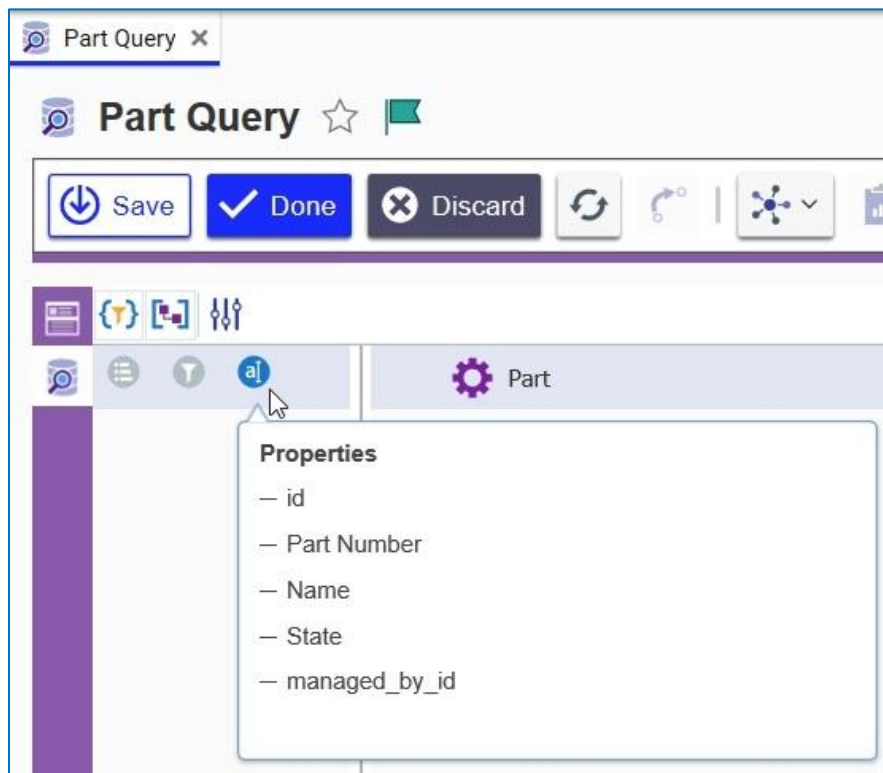 Part Query
Part Query
Save Done Discard
a
Part
Properties
— id
— Part Number
— Name
— State
— managed_by_id